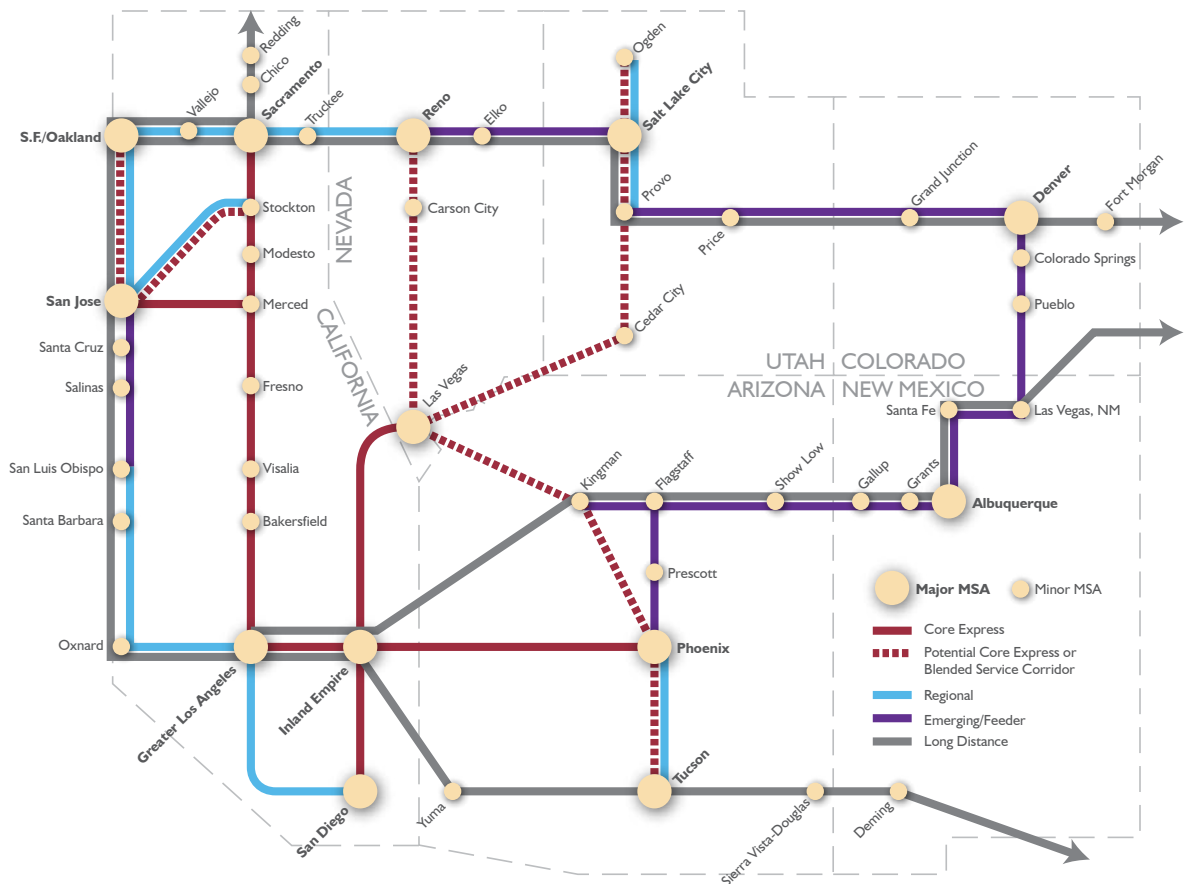 Redding
Chico
Sacramento
Vallejo
Truckee
Reno
Elko
Ogden
Salt Lake City
S.F./Oakland
Provo
Price
Grand Junction
Denver
Fort Morgan
Stockton
NEVADA
Carson City
Modesto
Colorado Springs
San Jose
Merced
Pueblo
CALIFORNIA
Cedar City
Santa Cruz
Salinas
Fresno
Las Vegas
UTAH
COLORADO
ARIZONA
NEW MEXICO
Santa Fe
Las Vegas, NM
San Luis Obispo
Visalia
Kingman
Flagstaff
Show Low
Gallup
Grants
Albuquerque
Santa Barbara
Bakersfield
Prescott
Oxnard
Greater Los Angeles
Inland Empire
Phoenix
San Diego
Yuma
Tucson
Sierra Vista-Douglas
Deming
Major MSA
Minor MSA
Core Express
Potential Core Express or
Blended Service Corridor
Regional
Emerging/Feeder
Long Distance